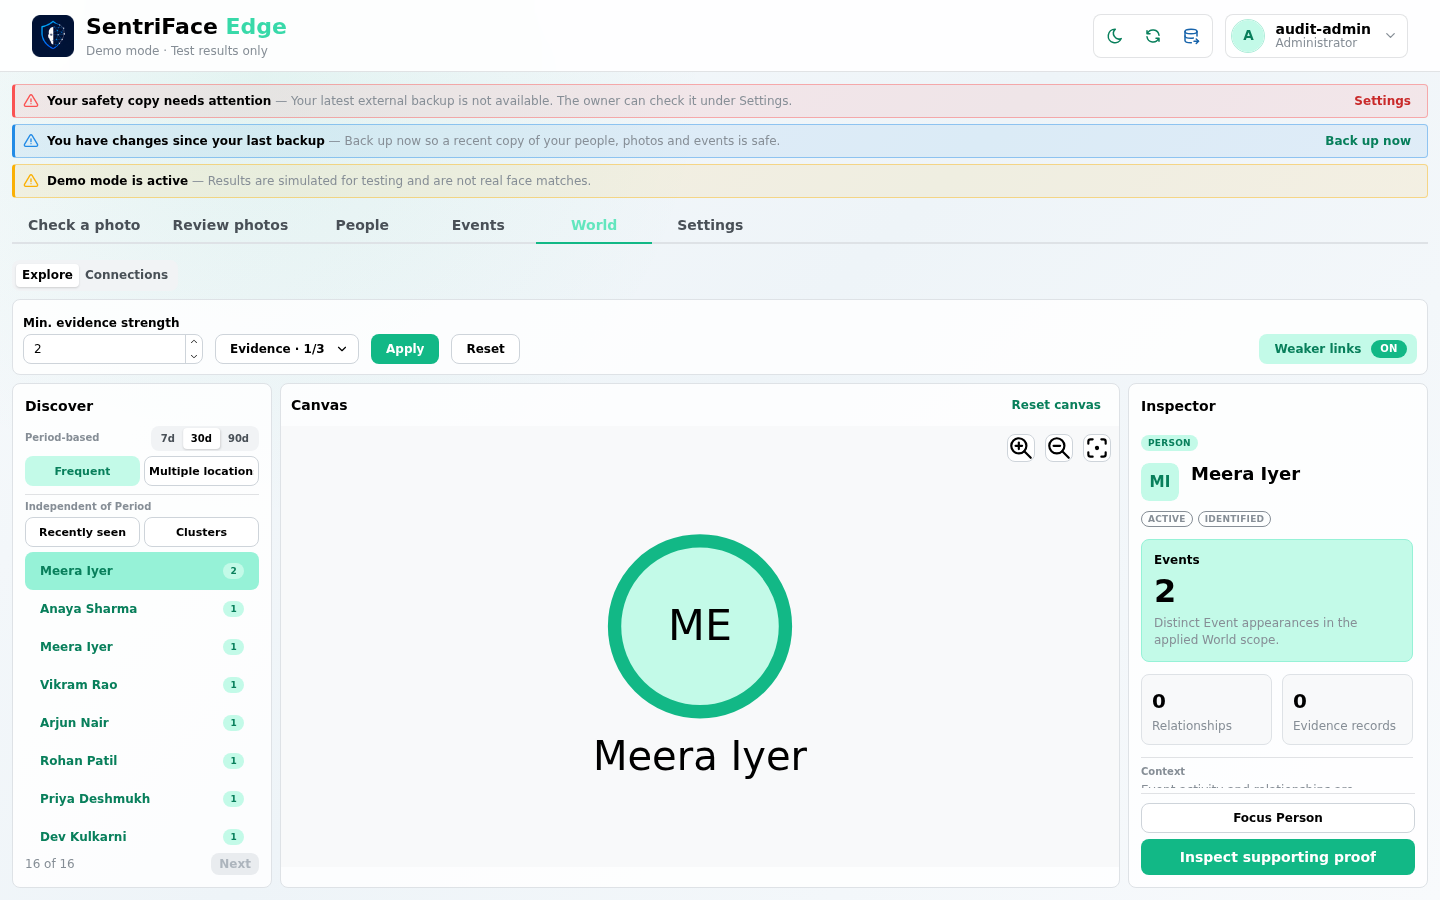 SentriFace Edge
Demo mode · Test results only
A
audit-admin
Administrator
Your safety copy needs attention — Your latest external backup is not available. The owner can check it under Settings.
Settings
You have changes since your last backup — Back up now so a recent copy of your people, photos and events is safe.
Back up now
Demo mode is active — Results are simulated for testing and are not real face matches.
Check a photo
Review photos
People
Events
World
Settings
Explore
Connections
Min. evidence strength
2
Evidence · 1/3
Apply
Reset
Weaker links ON
Discover
Period-based
7d
30d
90d
Frequent
Multiple location
Independent of Period
Recently seen
Clusters
Meera Iyer 2
Anaya Sharma 1
Meera Iyer 1
Vikram Rao 1
Arjun Nair 1
Rohan Patil 1
Priya Deshmukh 1
Dev Kulkarni 1
16 of 16
Next
Canvas
Reset canvas
ME
Meera Iyer
Inspector
PERSON
MI
Meera Iyer
ACTIVE
IDENTIFIED
Events
2
Distinct Event appearances in the
applied World scope.
0
Relationships
0
Evidence records
Context
Event activity and relationships are
Focus Person
Inspect supporting proof